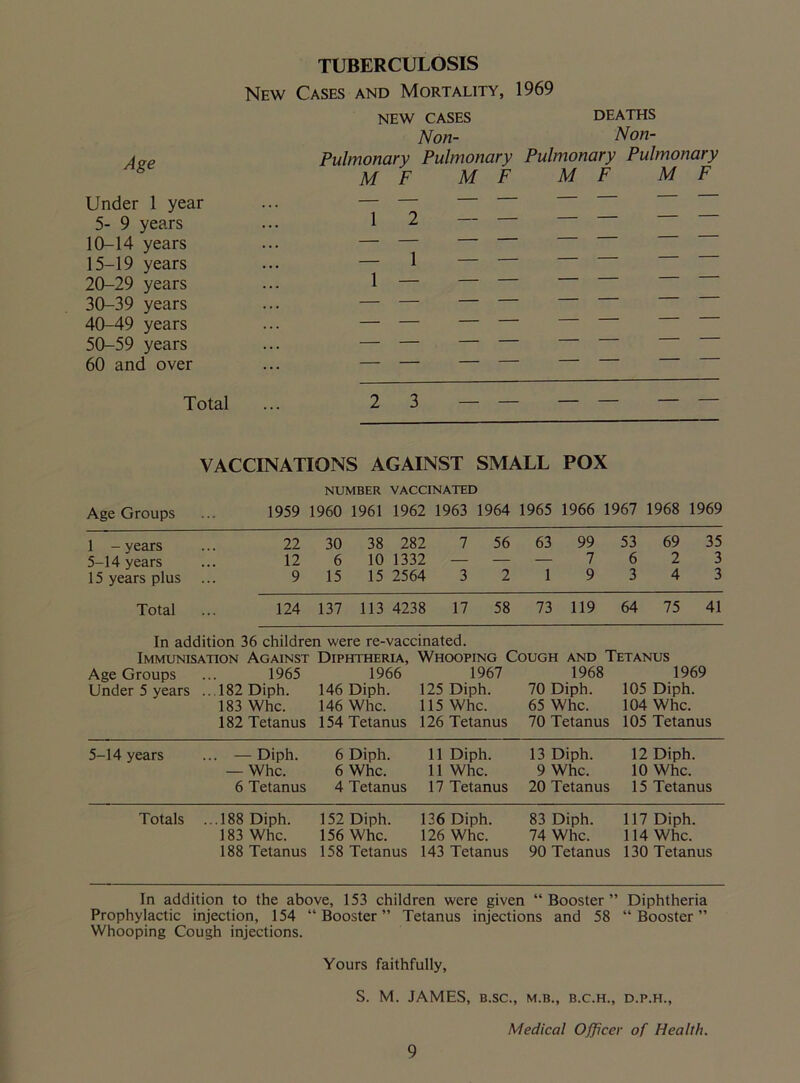 TUBERCULOSIS
NEW CASES AND MORTALITY, 1969
NEW CASES DEATHS
Non- Non-
Age Pulmonary Pulmonary Pulmonary Pulmonary
M F M F M F M F
Under 1 year ... — — — — — — — —
5- 9 years ... 1 2 — — — — — —
10-14 years ... — — — — — — — —
15-19 years ... — 1 — — — — — —
20-29 years ... 1 — — — — — — —
30-39 years ... — — — — — — — —
40-49 years ... — — — — — — — —
50-59 years ... — — — — — — — —
60 and over ... — — — — — — — —
Total ... 2 3 — — — — — —
VACCINATIONS AGAINST SMALL POX
NUMBER VACCINATED
Age Groups ... 1959 1960 1961 1962 1963 1964 1965 1966 1967 1968 1969
1 - years ... 22 30 38 282 7 56 63 99 53 69 35
5-14 years ... 12 6 10 1332 — — — 7 6 2 3
15 years plus ... 9 15 15 2564 3 2 1 9 3 4 3
Total ... 124 137 113 4238 17 58 73 119 64 75 41
In addition 36 children were re-vaccinated.
IMMUNISATION AGAINST DIPHTHERIA, WHOOPING COUGH AND TETANUS
Age Groups ... 1965 1966 1967 1968 1969
Under 5 years ...182 Diph. 146 Diph. 125 Diph. 70 Diph. 105 Diph.
183 Whc. 146 Whc. 115 Whc. 65 Whc. 104 Whc.
182 Tetanus 154 Tetanus 126 Tetanus 70 Tetanus 105 Tetanus
5-14 years ... — Diph. 6 Diph. 11 Diph. 13 Diph. 12 Diph.
— Whc. 6 Whc. 11 Whc. 9 Whc. 10 Whc.
6 Tetanus 4 Tetanus 17 Tetanus 20 Tetanus 15 Tetanus
Totals ...188 Diph. 152 Diph. 136 Diph. 83 Diph. 117 Diph.
183 Whc. 156 Whc. 126 Whc. 74 Whc. 114 Whc.
188 Tetanus 158 Tetanus 143 Tetanus 90 Tetanus 130 Tetanus
In addition to the above, 153 children were given “ Booster ” Diphtheria
Prophylactic injection, 154 “ Booster ” Tetanus injections and 58 “ Booster ”
Whooping Cough injections.
Yours faithfully,
S. M. JAMES, B.SC., M.B., B.C.H., D.P.H.,
Medical Officer of Health.
9